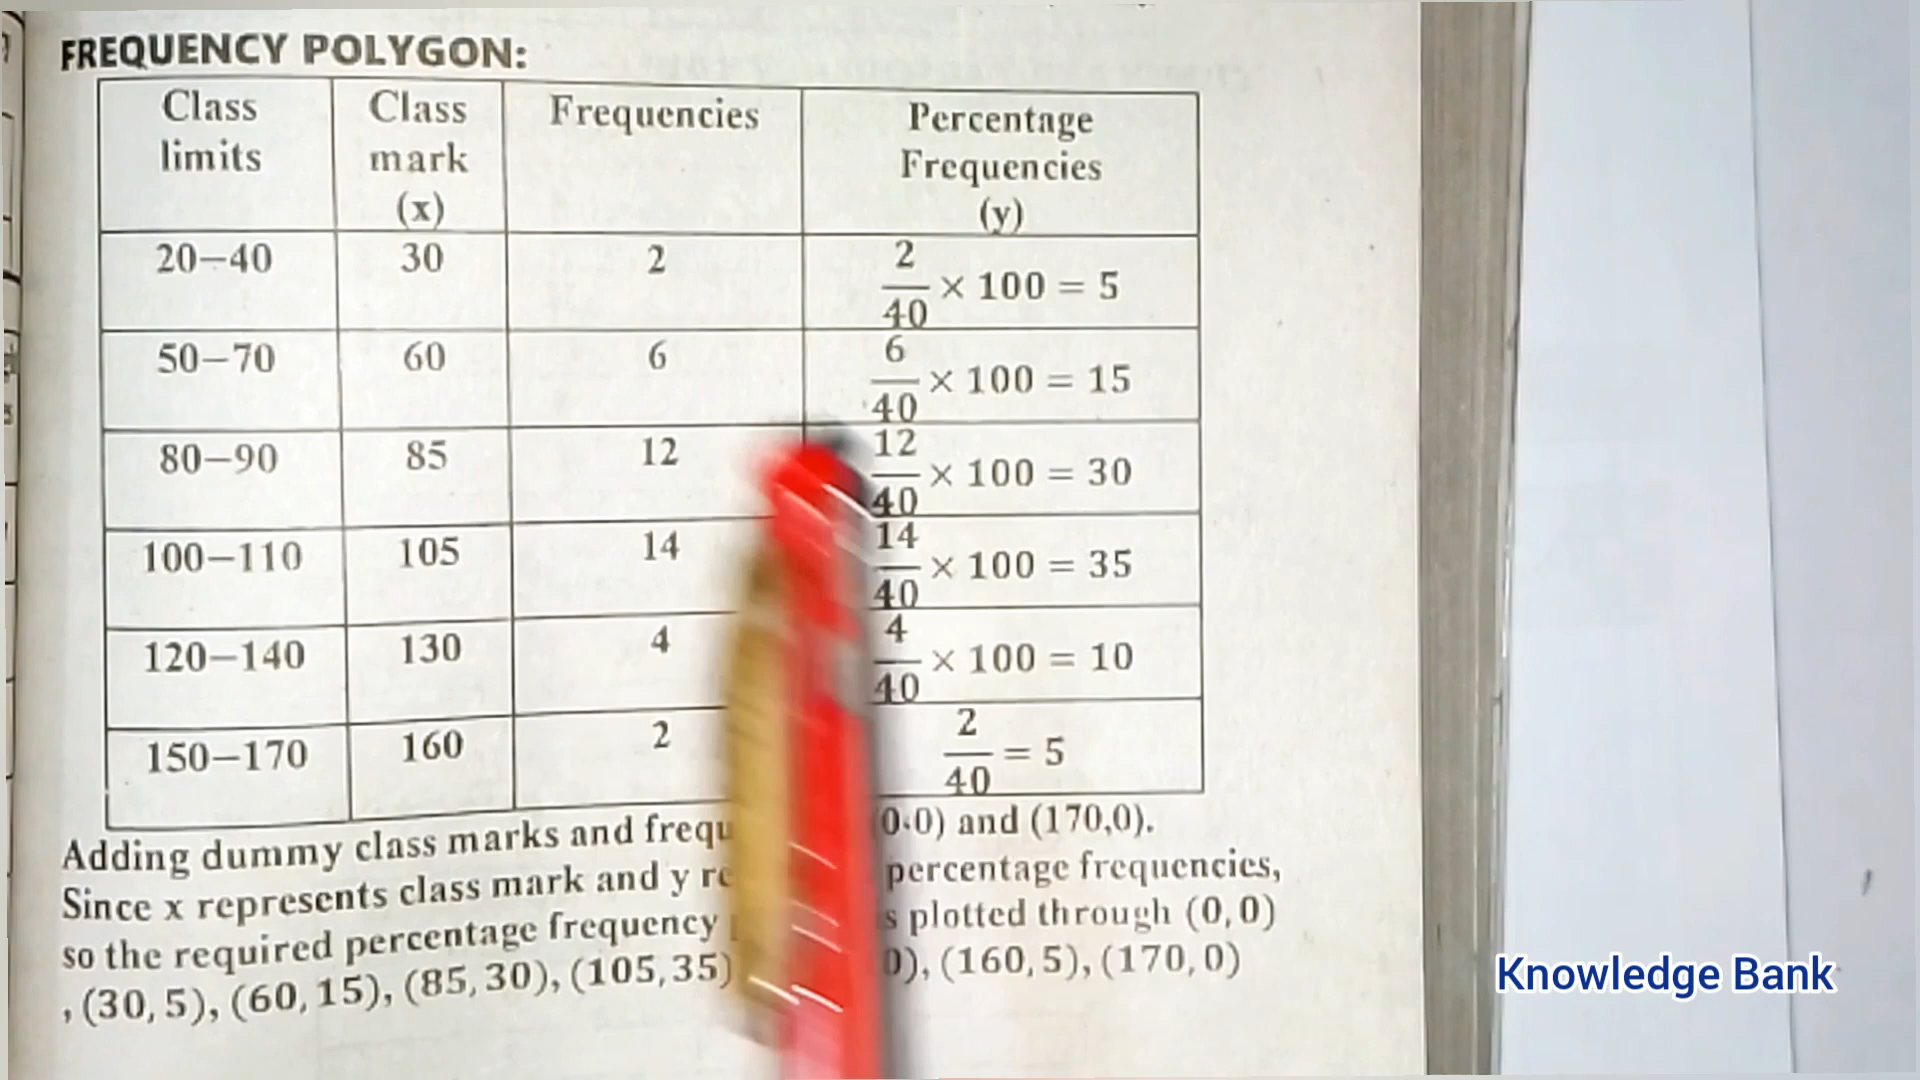 FREQUENCY POLYGON:
Class limits Class mark (x) Frequencies Percentage Frequencies (y)
20–40 30 2 2/40 × 100 = 5
50–70 60 6 6/40 × 100 = 15
80–90 85 12 12/40 × 100 = 30
100–110 105 14 14/40 × 100 = 35
120–140 130 4 4/40 × 100 = 10
150–170 160 2 2/40 = 5
Adding dummy class marks and 0·0) and (170,0).
Since x represents class mark and y percentage frequencies,
so the required percentage frequency plotted through (0, 0)
, (30, 5), (60, 15), (85, 30), (105, 35) 0), (160, 5), (170, 0)
Knowledge Bank